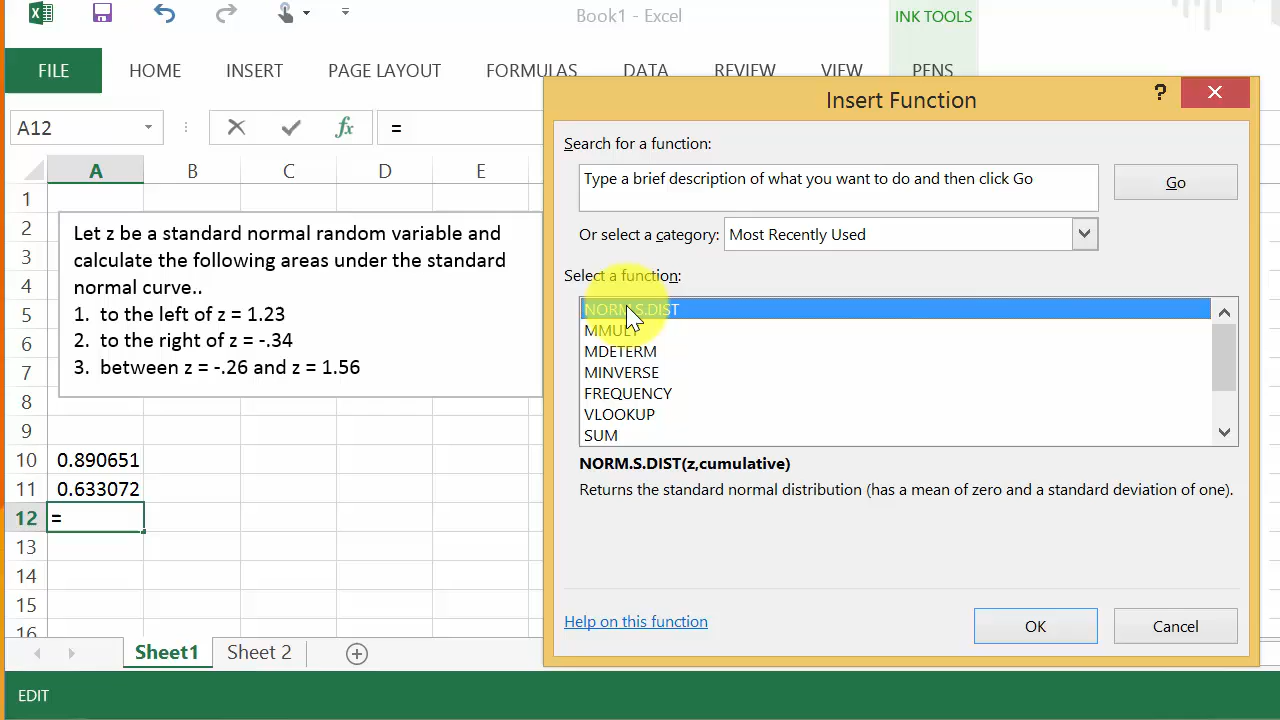 Book1 - Excel
INK TOOLS
FILE HOME INSERT PAGE LAYOUT FORMULAS DATA REVIEW VIEW PENS
A12 fx =
Insert Function
?
Search for a function:
Type a brief description of what you want to do and then click Go
Go
Or select a category: Most Recently Used
Select a function:
NORM.S.DIST
MMULT
MDETERM
MINVERSE
FREQUENCY
VLOOKUP
SUM
NORM.S.DIST(z,cumulative)
Returns the standard normal distribution (has a mean of zero and a standard deviation of one).
Help on this function
OK
Cancel
A B C D E
1
2
3
4
5
6
7
8
9
10 0.890651
11 0.633072
12 =
13
14
15
16
Let z be a standard normal random variable and
calculate the following areas under the standard
normal curve..
1. to the left of z = 1.23
2. to the right of z = -.34
3. between z = -.26 and z = 1.56
Sheet1 Sheet 2
EDIT